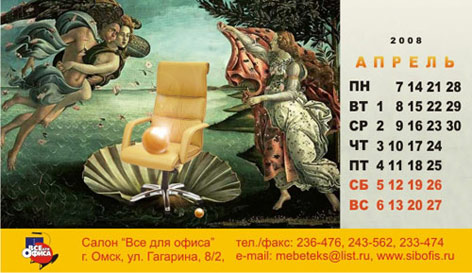 2008
АПРЕЛЬ
ПН 7 14 21 28
ВТ 1 8 15 22 29
СР 2 9 16 23 30
ЧТ 3 10 17 24
ПТ 4 11 18 25
СБ 5 12 19 26
ВС 6 13 20 27
ВСЕ ДЛЯ ОФИСА
Салон "Все для офиса" тел./факс: 236-476, 243-562, 233-474
г. Омск, ул. Гагарина, 8/2, e-mail: mebeteks@list.ru, www.sibofis.ru